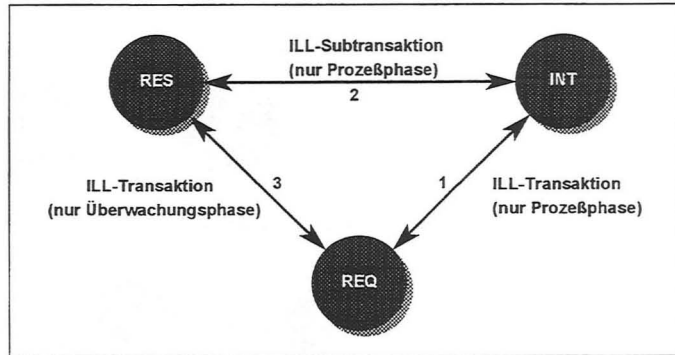 ILL-Subtransaktion
(nur Prozeßphase)
RES
INT
2
ILL-Transaktion
(nur Überwachungsphase)
3
1
ILL-Transaktion
(nur Prozeßphase)
REQ